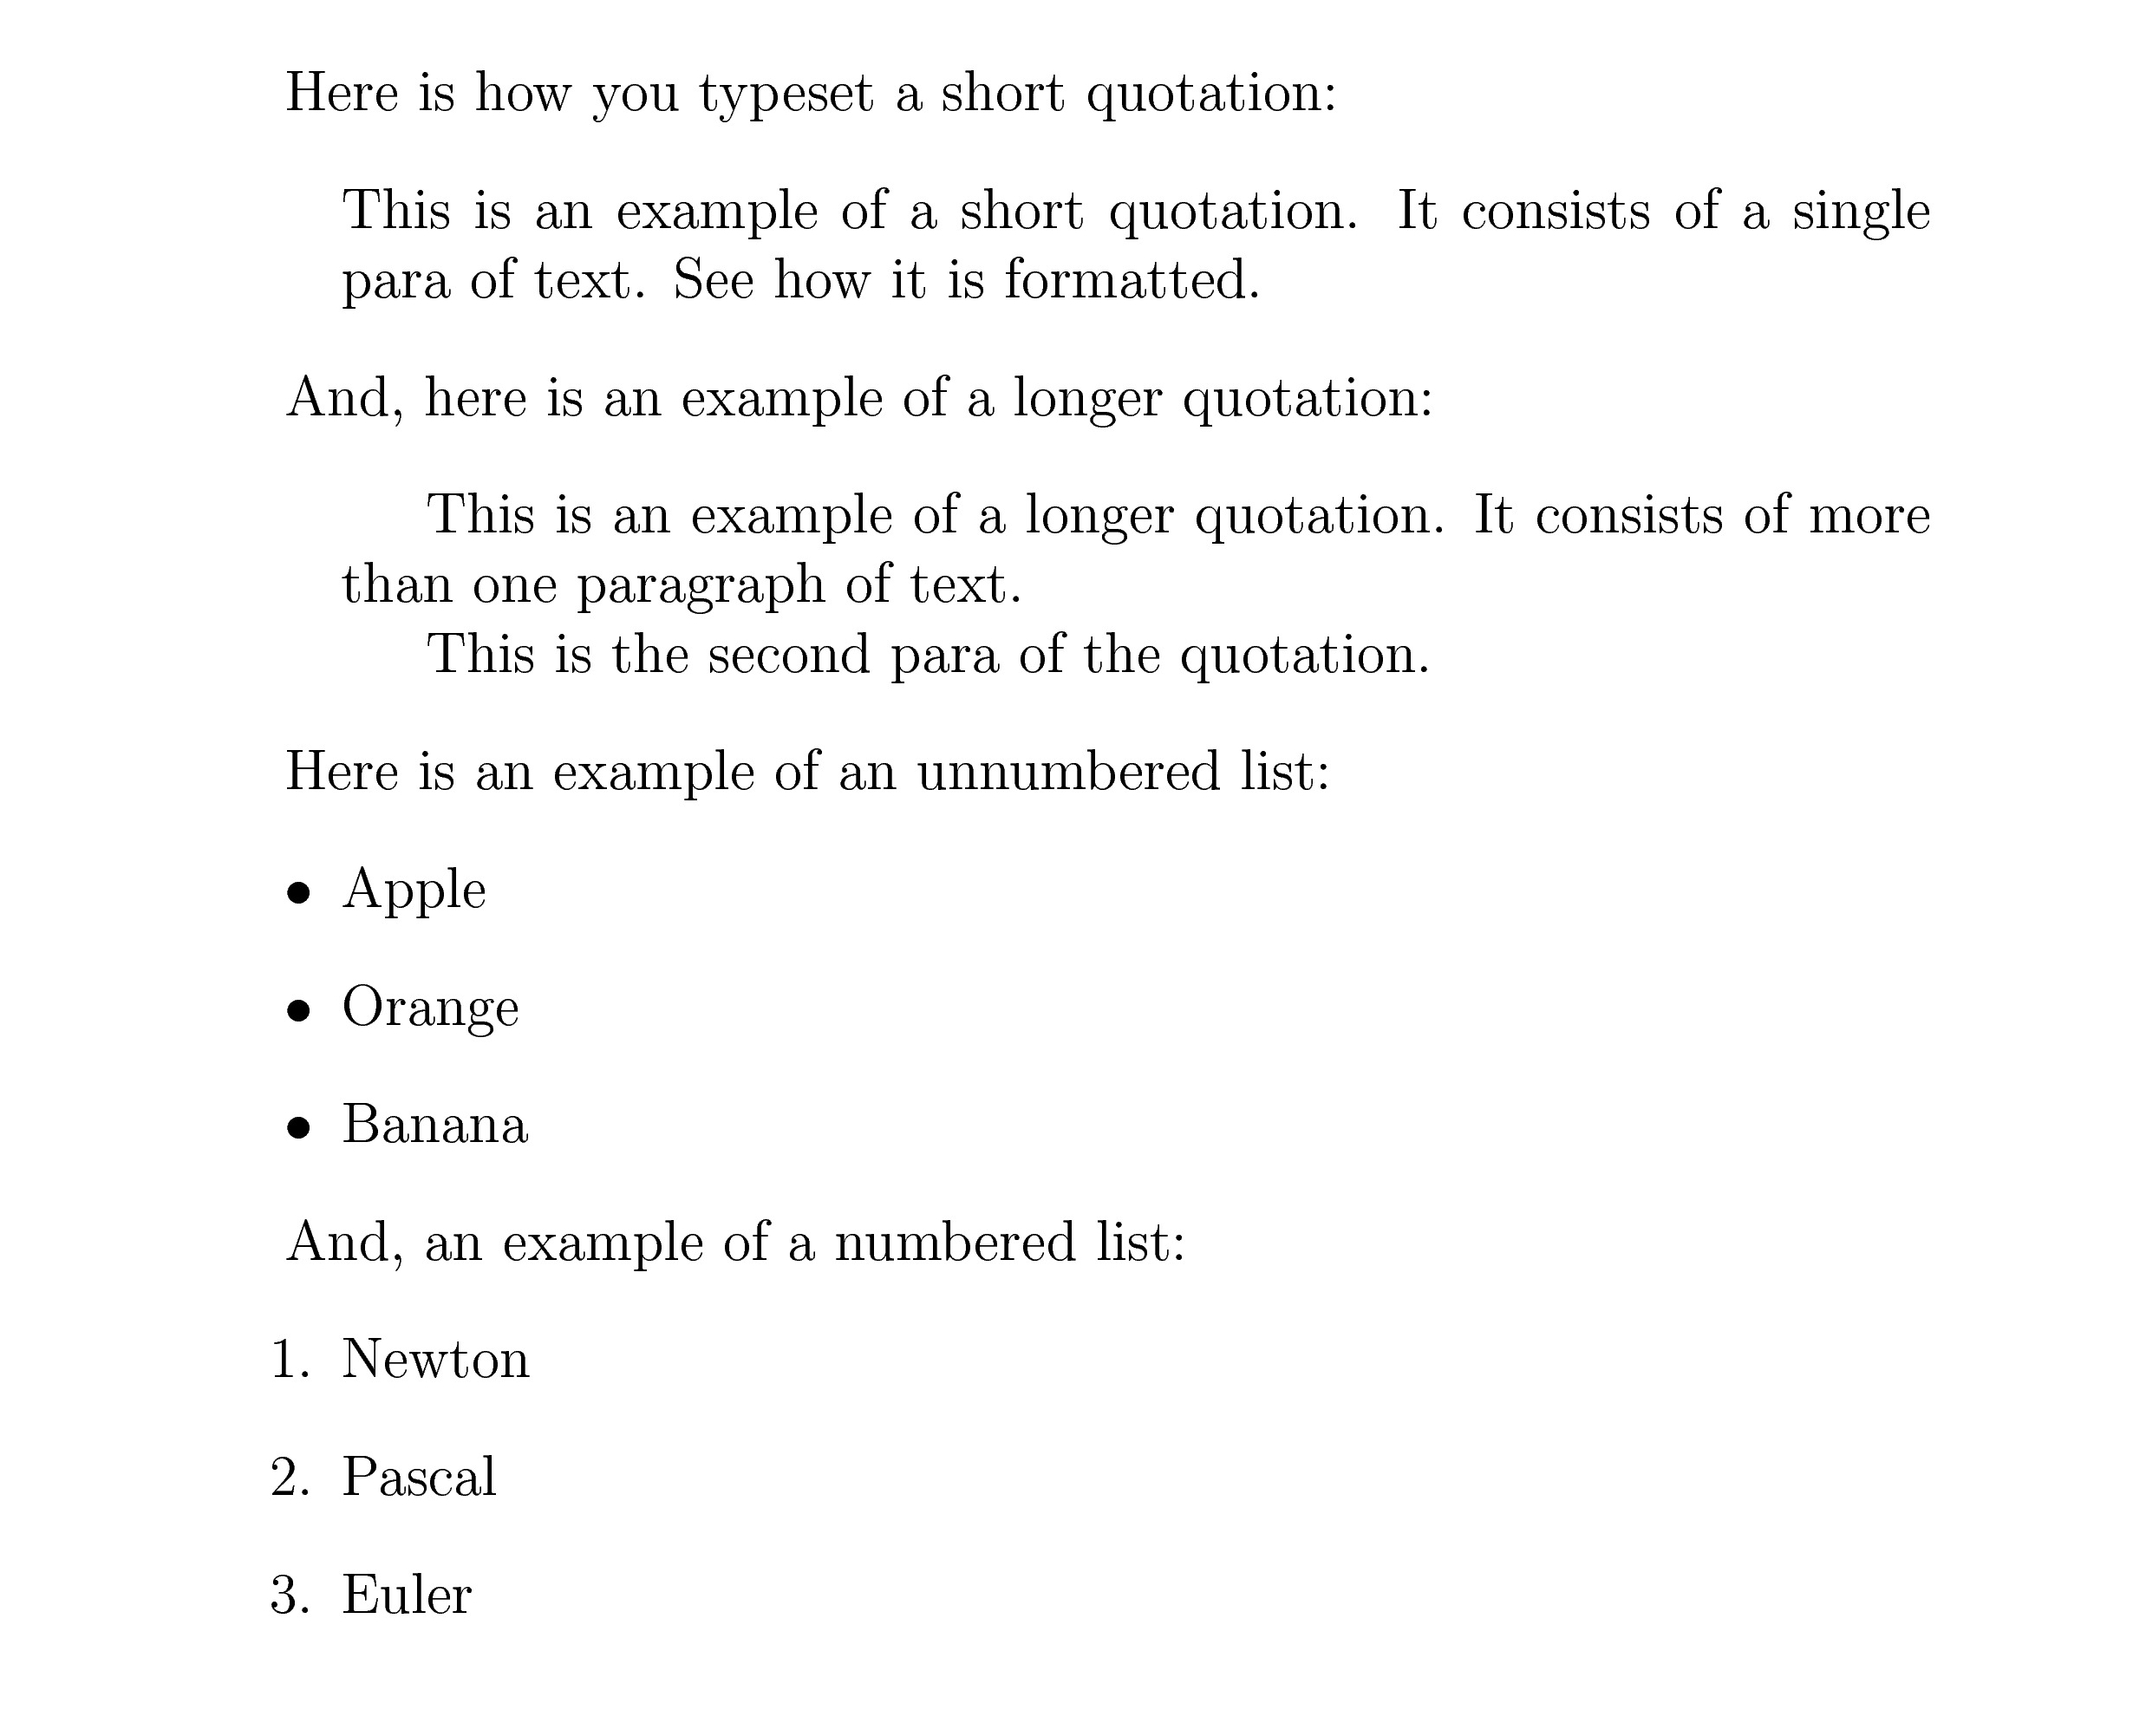 Here is how you typeset a short quotation:
This is an example of a short quotation. It consists of a single
para of text. See how it is formatted.
And, here is an example of a longer quotation:
This is an example of a longer quotation. It consists of more
than one paragraph of text.
This is the second para of the quotation.
Here is an example of an unnumbered list:
• Apple
• Orange
• Banana
And, an example of a numbered list:
1. Newton
2. Pascal
3. Euler